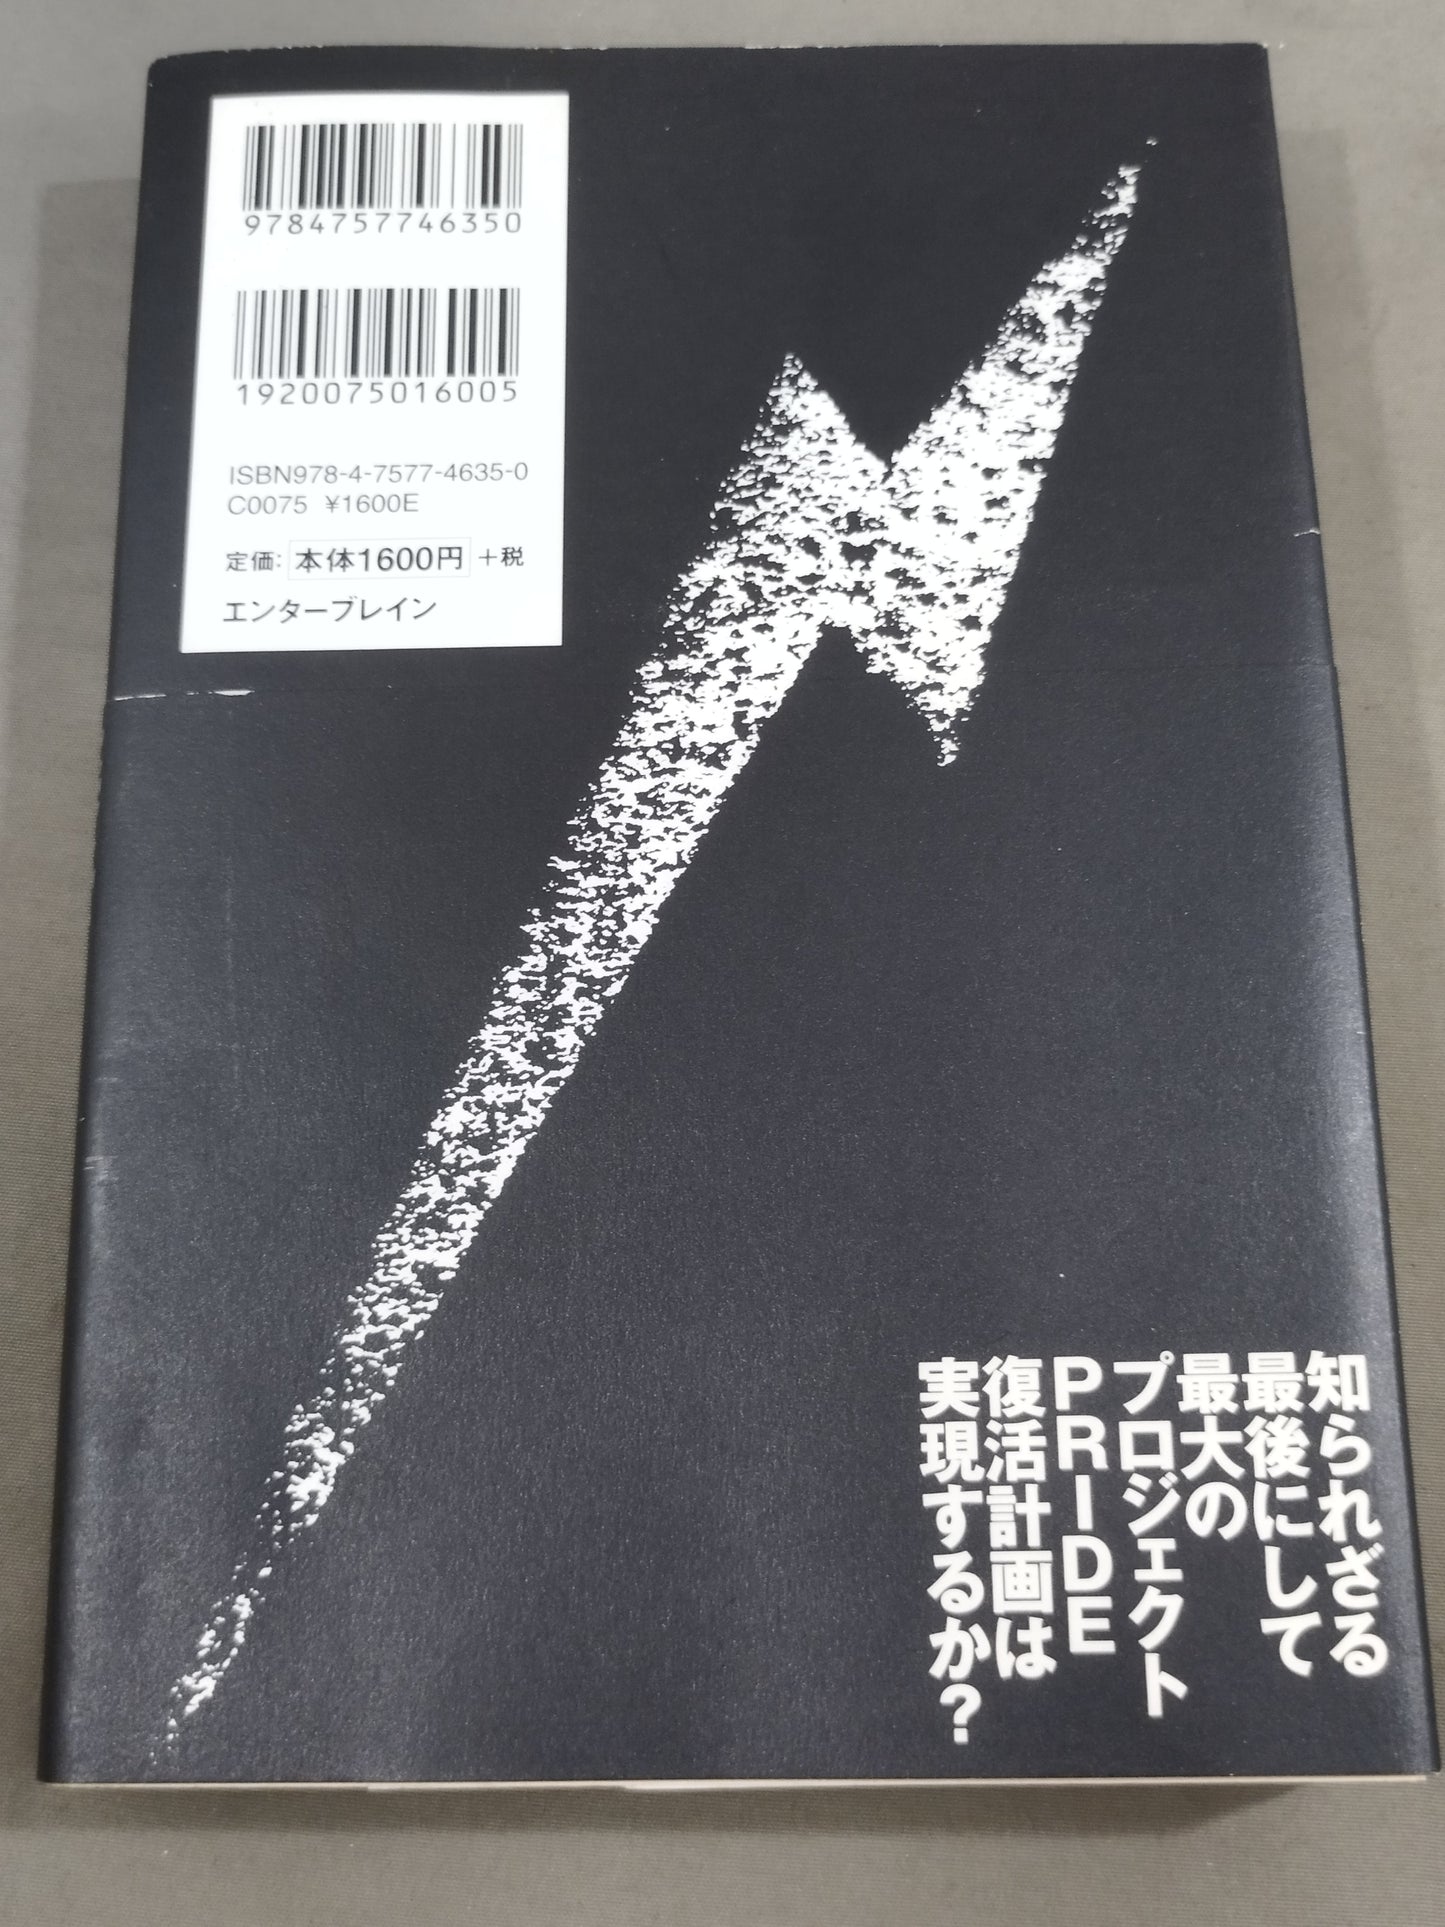 9784757746350
1920075016005
ISBN978-4-7577-4635-0
C0075 ¥1600E
定価: 本体1600円 +税
エンターブレイン
知られざる
最後にして
最大の
プロジェクト
PRIDE
復活計画は
実現するか？